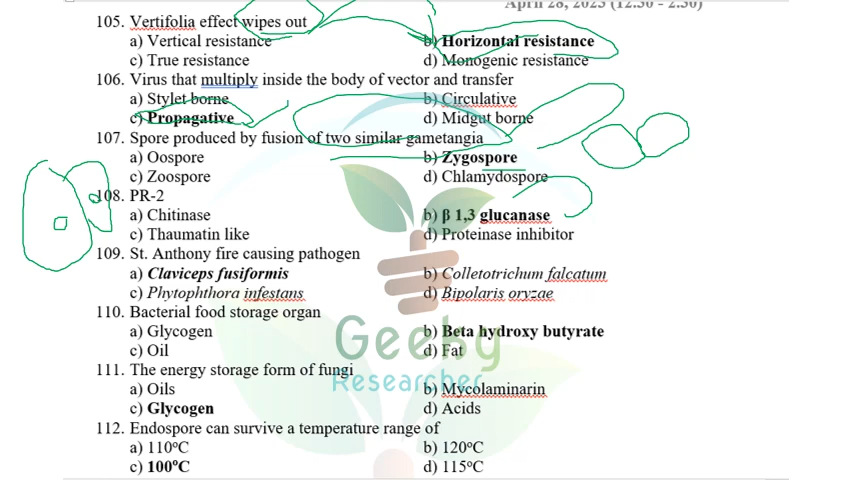 April 28, 2023 (12.30 - 2.30)
105. Vertifolia effect wipes out
a) Vertical resistance b) Horizontal resistance
c) True resistance d) Monogenic resistance
106. Virus that multiply inside the body of vector and transfer
a) Stylet borne b) Circulative
c) Propagative d) Midgut borne
107. Spore produced by fusion of two similar gametangia
a) Oospore b) Zygospore
c) Zoospore d) Chlamydospore
108. PR-2
a) Chitinase b) β 1,3 glucanase
c) Thaumatin like d) Proteinase inhibitor
109. St. Anthony fire causing pathogen
a) Claviceps fusiformis b) Colletotrichum falcatum
c) Phytophthora infestans d) Bipolaris oryzae
110. Bacterial food storage organ
a) Glycogen b) Beta hydroxy butyrate
c) Oil d) Fat
111. The energy storage form of fungi
a) Oils b) Mycolaminarin
c) Glycogen d) Acids
112. Endospore can survive a temperature range of
a) 110°C b) 120°C
c) 100°C d) 115°C
Geeby
Researcher